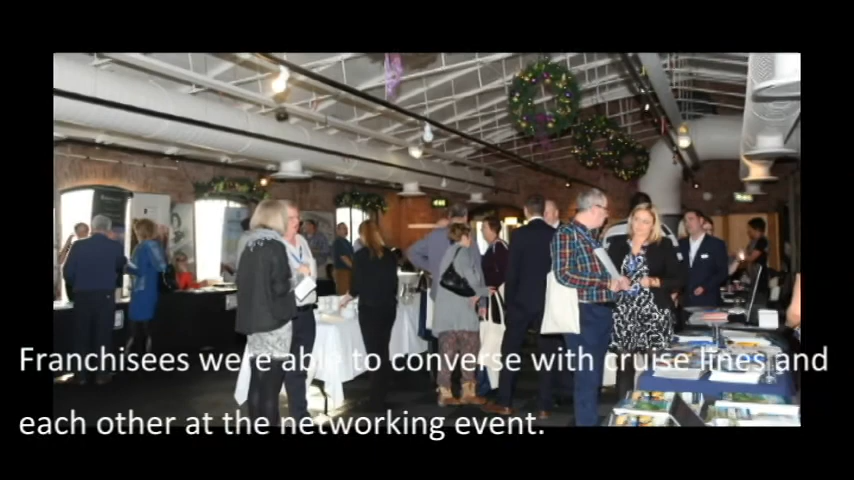 Franchisees were able to converse with cruise lines and
each other at the networking event.